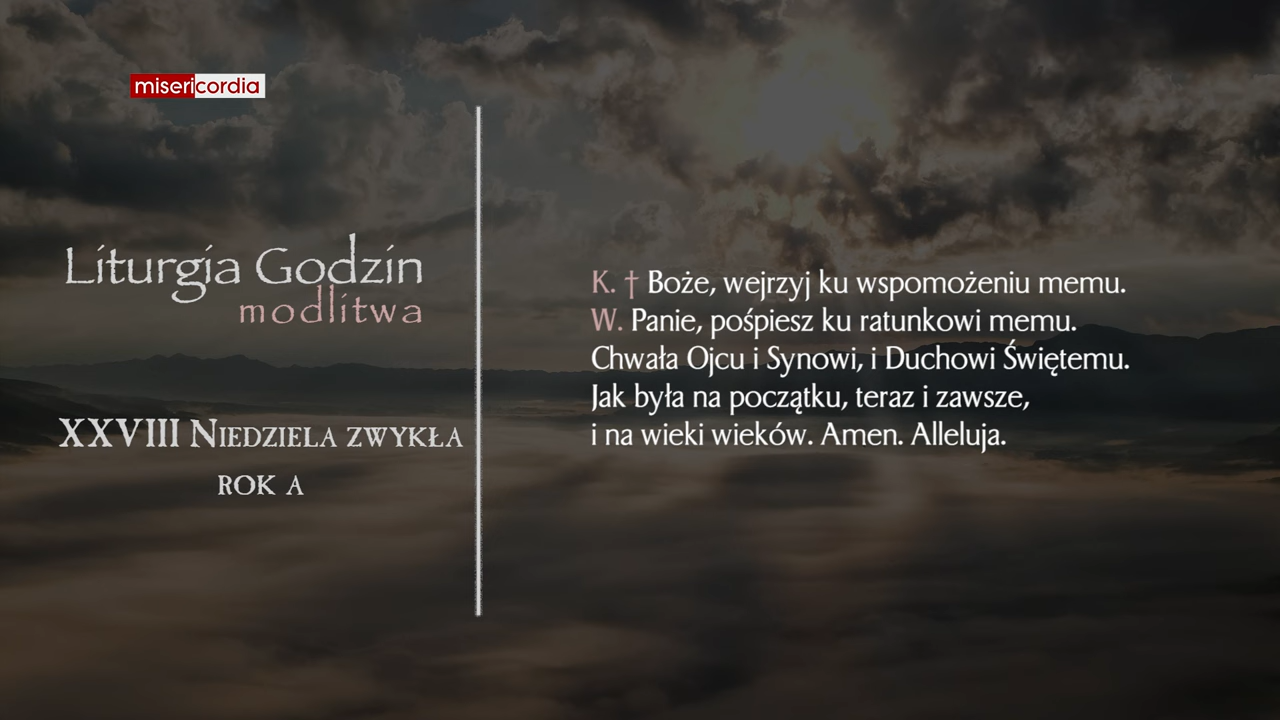 misericordia
Liturgia Godzin
modlitwa
XXVIII Niedziela zwykła
rok A
K. † Boże, wejrzyj ku wspomożeniu memu.
W. Panie, pośpiesz ku ratunkowi memu.
Chwała Ojcu i Synowi, i Duchowi Świętemu.
Jak była na początku, teraz i zawsze,
i na wieki wieków. Amen. Alleluja.